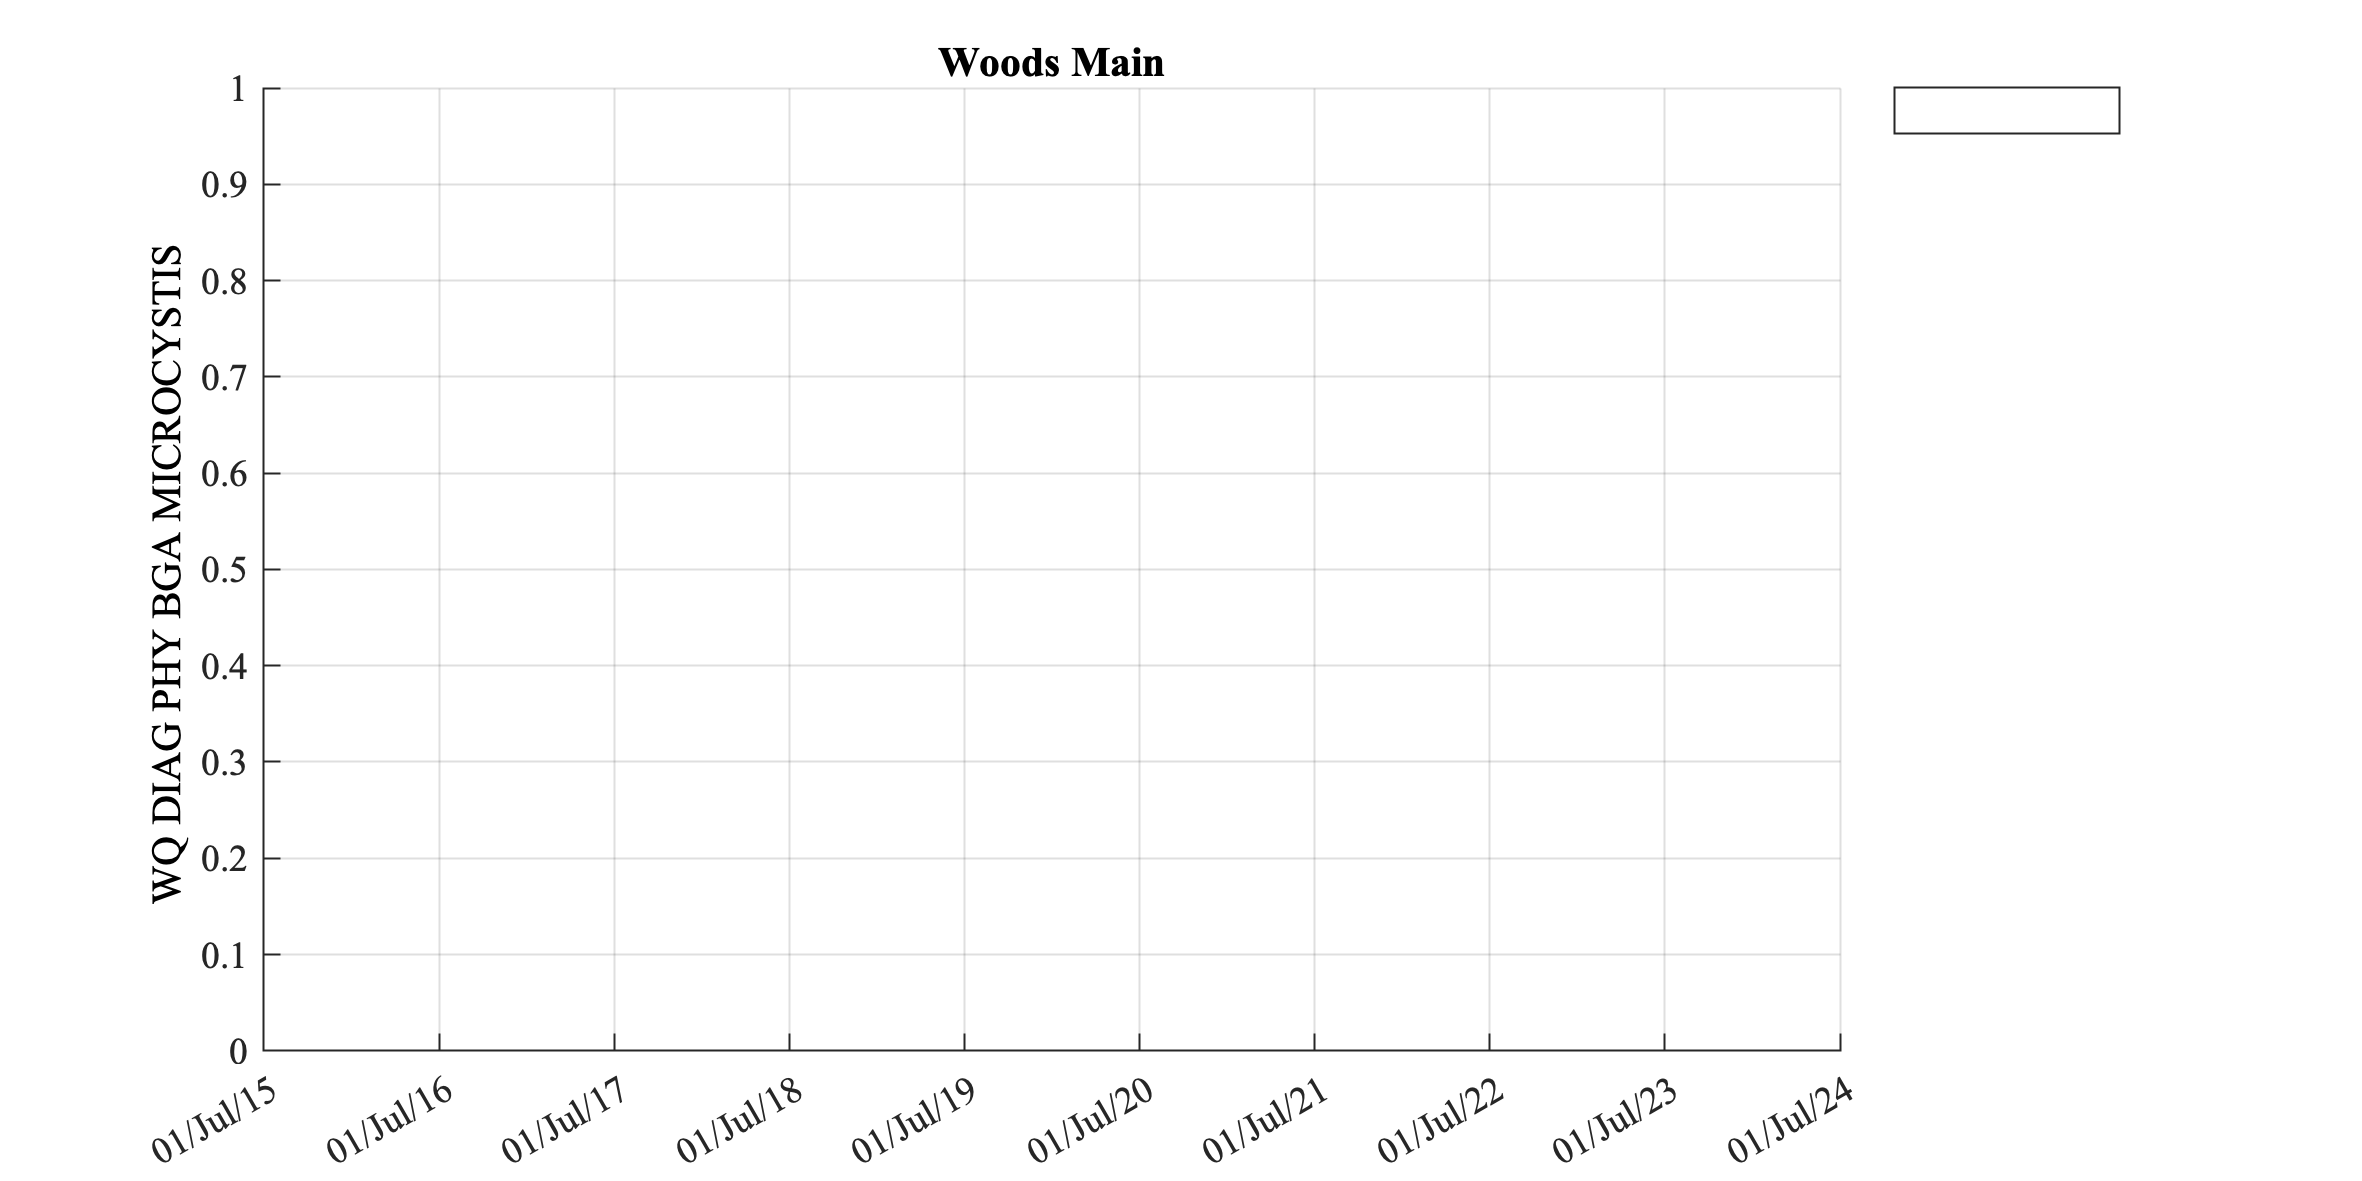 Woods Main
WQ DIAG PHY BGA MICROCYSTIS
1
0.9
0.8
0.7
0.6
0.5
0.4
0.3
0.2
0.1
0
01/Jul/15
01/Jul/16
01/Jul/17
01/Jul/18
01/Jul/19
01/Jul/20
01/Jul/21
01/Jul/22
01/Jul/23
01/Jul/24